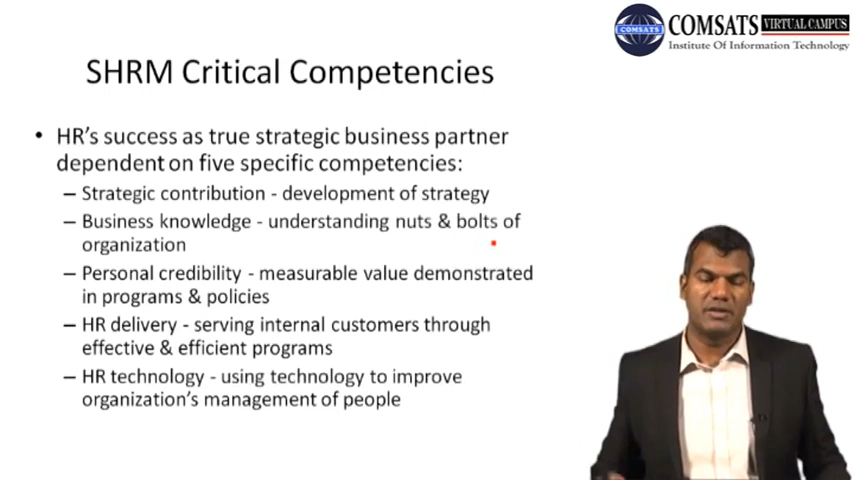 COMSATS VIRTUAL CAMPUS
COMSATS
Institute Of Information Technology
SHRM Critical Competencies
• HR's success as true strategic business partner
dependent on five specific competencies:
– Strategic contribution - development of strategy
– Business knowledge - understanding nuts & bolts of
organization
– Personal credibility - measurable value demonstrated
in programs & policies
– HR delivery - serving internal customers through
effective & efficient programs
– HR technology - using technology to improve
organization's management of people